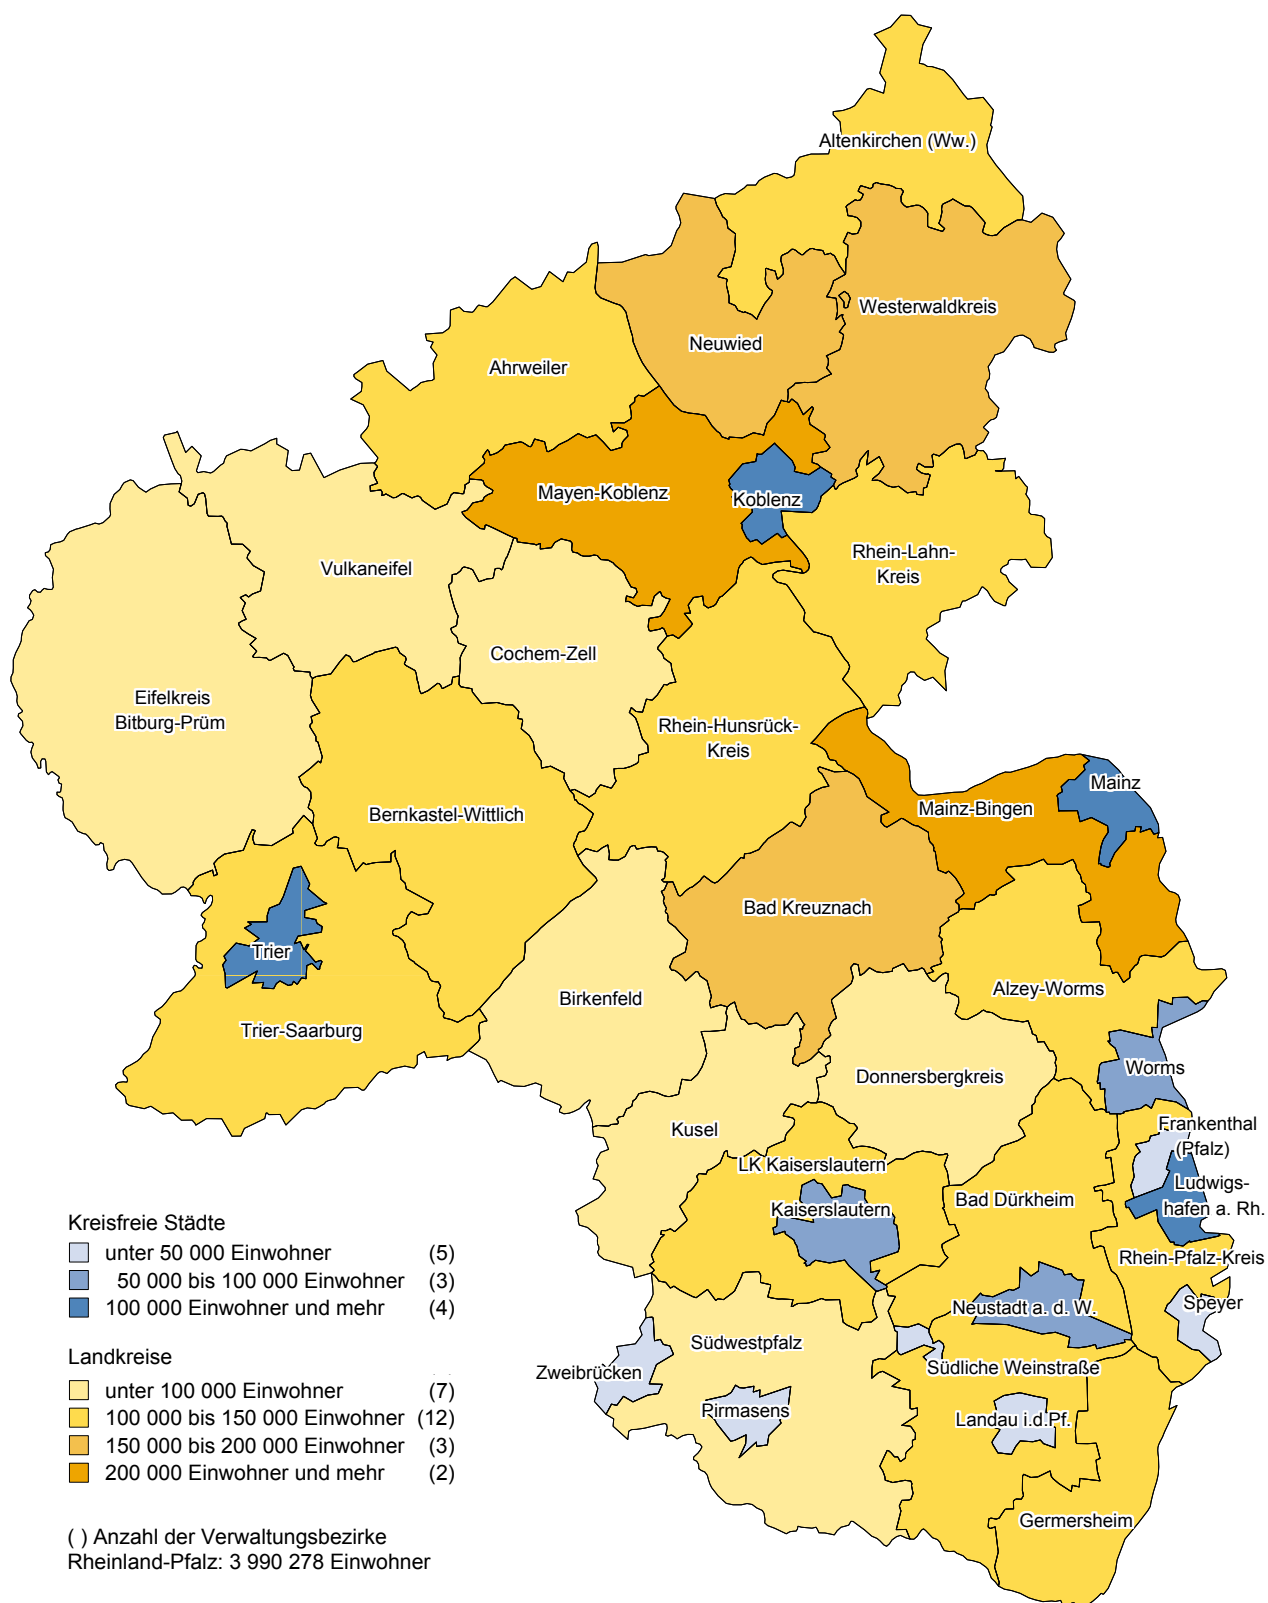 Altenkirchen (Ww.)
Westerwaldkreis
Neuwied
Ahrweiler
Mayen-Koblenz
Koblenz
Rhein-Lahn-
Kreis
Vulkaneifel
Cochem-Zell
Eifelkreis
Bitburg-Prüm
Rhein-Hunsrück-
Kreis
Mainz
Mainz-Bingen
Bernkastel-Wittlich
Bad Kreuznach
Trier
Alzey-Worms
Birkenfeld
Trier-Saarburg
Worms
Donnersbergkreis
Frankenthal
(Pfalz)
Kusel
LK Kaiserslautern
Ludwigs-
hafen a. Rh.
Bad Dürkheim
Kaiserslautern
Rhein-Pfalz-Kreis
Speyer
Neustadt a. d. W.
Südwestpfalz
Südliche Weinstraße
Zweibrücken
Pirmasens
Landau i.d.Pf.
Germersheim
Kreisfreie Städte
unter 50 000 Einwohner (5)
50 000 bis 100 000 Einwohner (3)
100 000 Einwohner und mehr (4)
Landkreise
unter 100 000 Einwohner (7)
100 000 bis 150 000 Einwohner (12)
150 000 bis 200 000 Einwohner (3)
200 000 Einwohner und mehr (2)
( ) Anzahl der Verwaltungsbezirke
Rheinland-Pfalz: 3 990 278 Einwohner